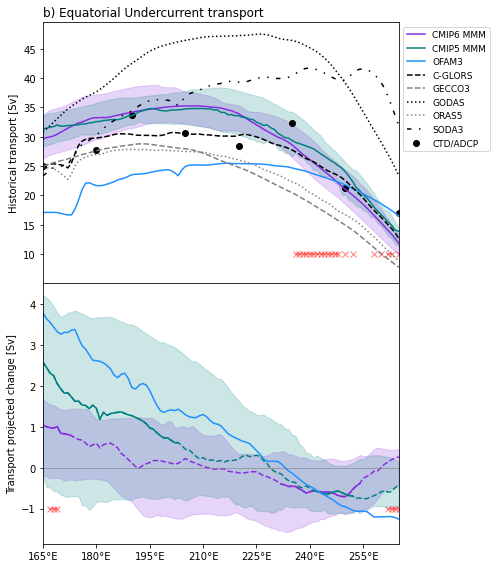 b) Equatorial Undercurrent transport
Historical transport [Sv]
45
40
35
30
25
20
15
10
CMIP6 MMM
CMIP5 MMM
OFAM3
C-GLORS
GECCO3
GODAS
ORAS5
SODA3
CTD/ADCP
Transport projected change [Sv]
4
3
2
1
0
−1
165°E 180°E 195°E 210°E 225°E 240°E 255°E